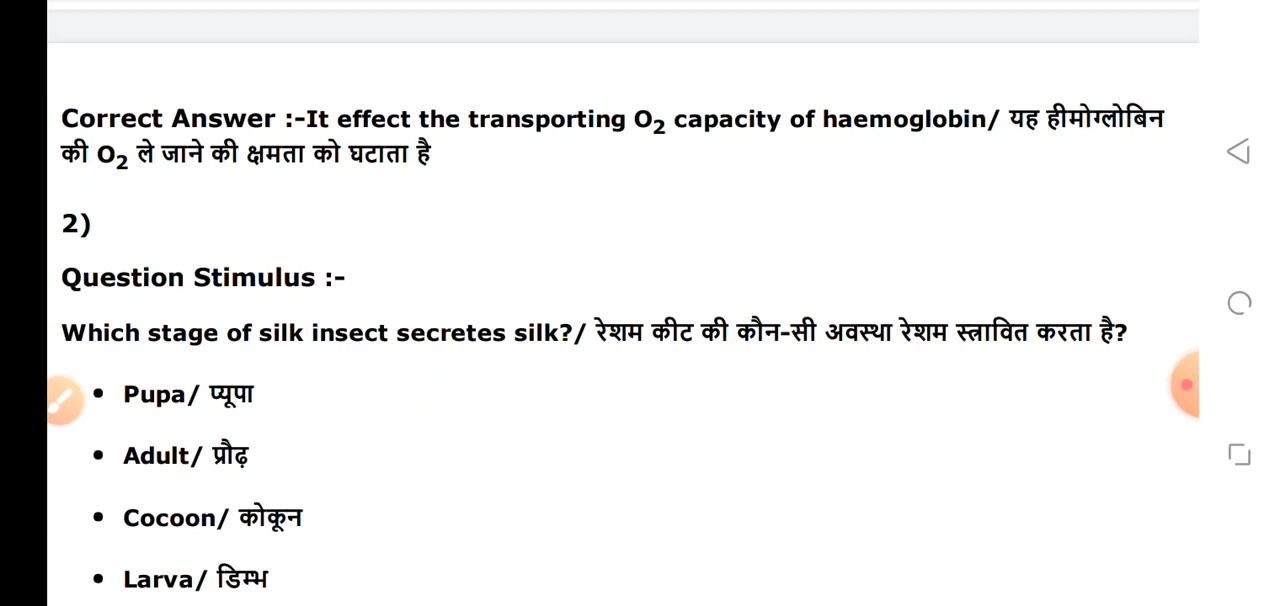 Correct Answer :-It effect the transporting O2 capacity of haemoglobin/ यह हीमोग्लोबिन
की O2 ले जाने की क्षमता को घटाता है
2)
Question Stimulus :-
Which stage of silk insect secretes silk?/ रेशम कीट की कौन-सी अवस्था रेशम स्त्रावित करता है?
• Pupa/ प्यूपा
• Adult/ प्रौढ़
• Cocoon/ कोकून
• Larva/ डिम्भ